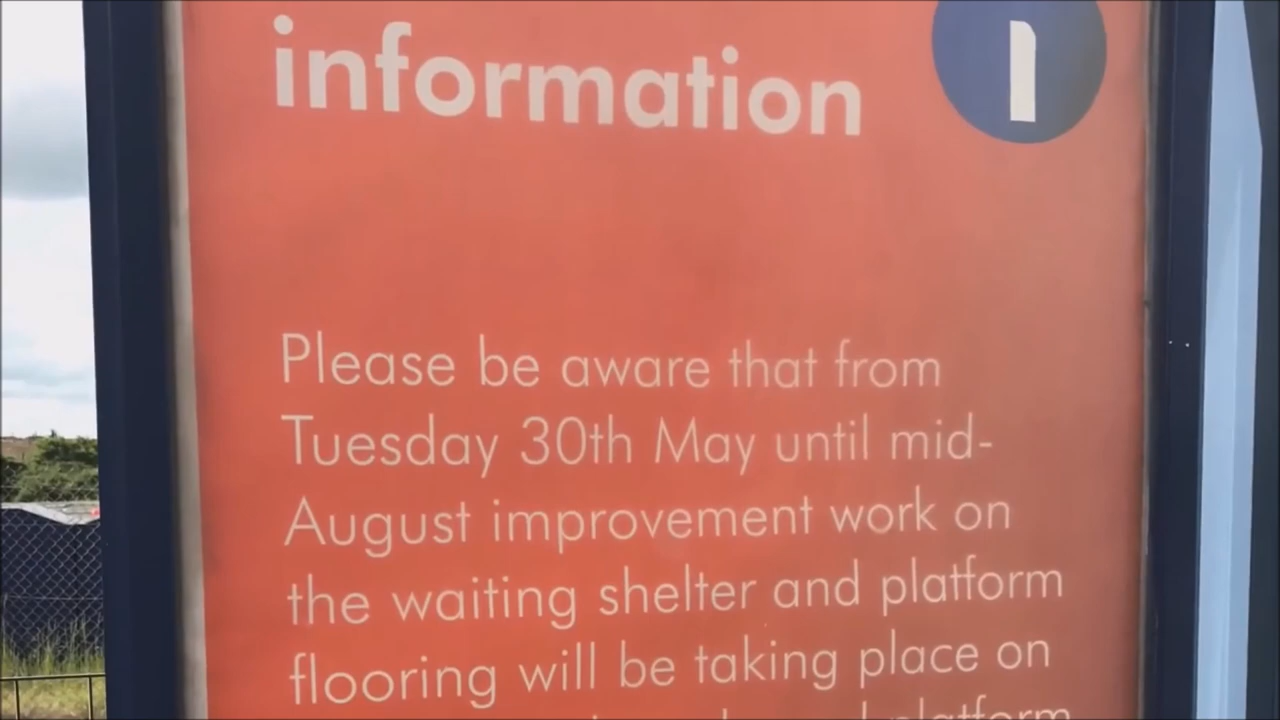 information
i
Please be aware that from
Tuesday 30th May until mid-
August improvement work on
the waiting shelter and platform
flooring will be taking place on
platform